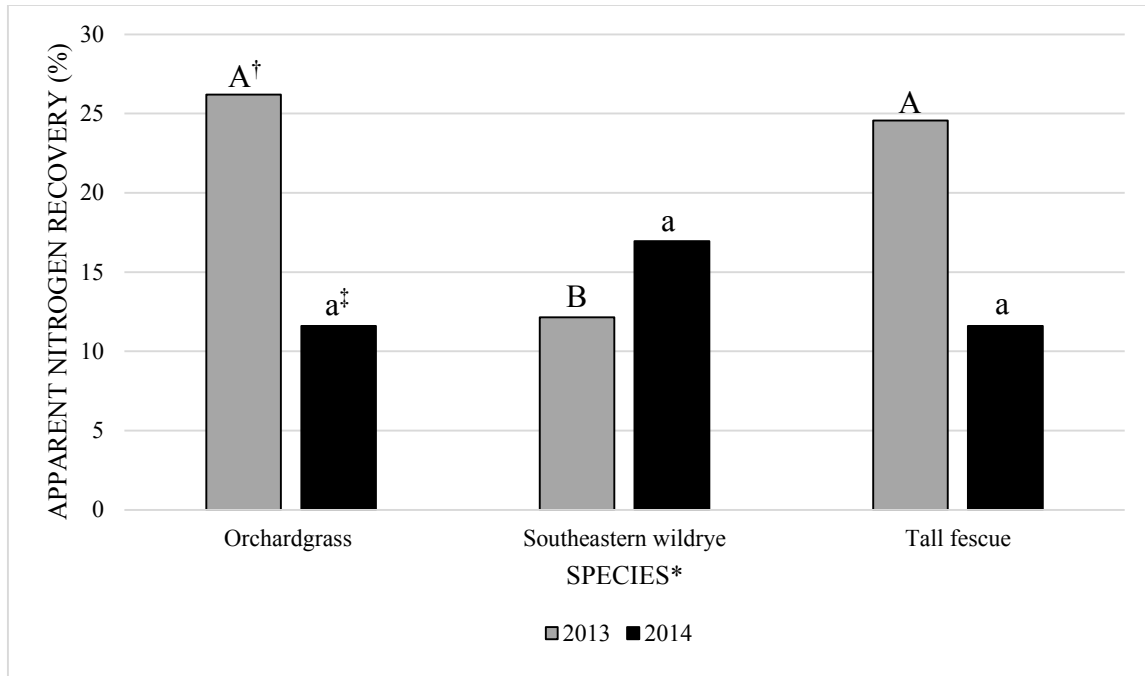 APPARENT NITROGEN RECOVERY (%)
30
25
20
15
10
5
0
A†
a‡
B
a
A
a
Orchardgrass
Southeastern wildrye
Tall fescue
SPECIES*
2013
2014